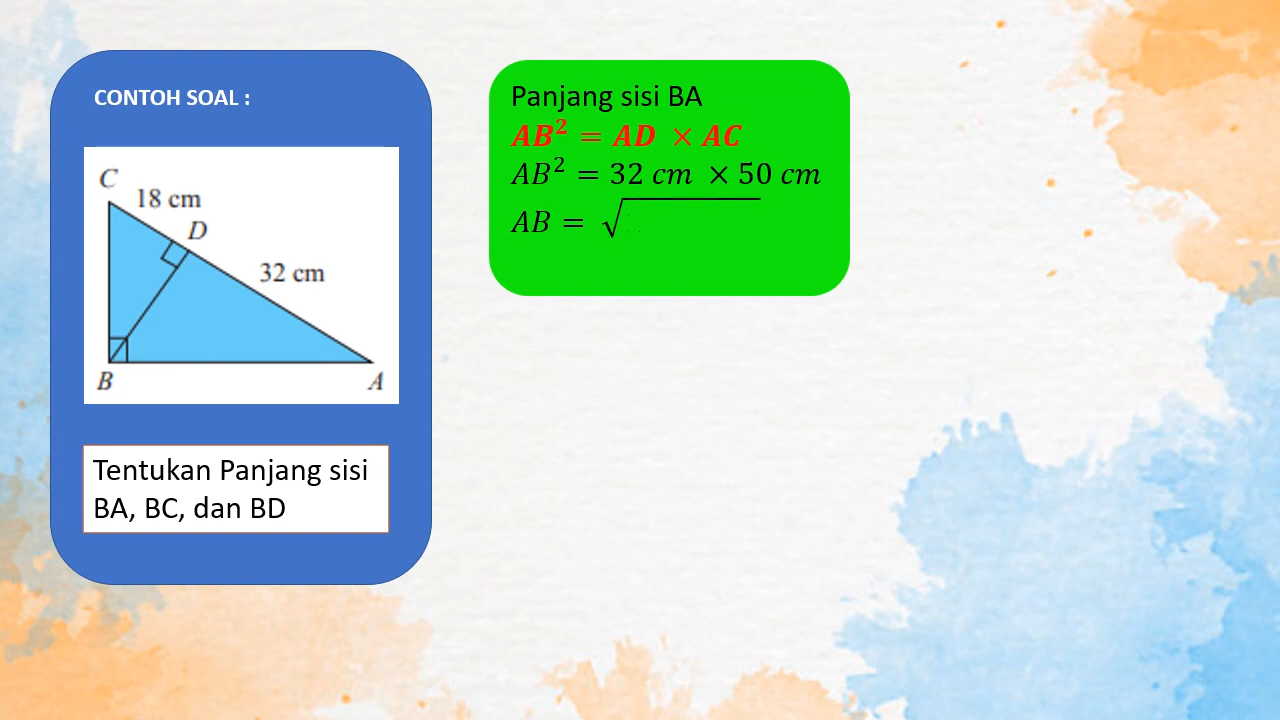 CONTOH SOAL :
C
18 cm
D
32 cm
B
A
Tentukan Panjang sisi
BA, BC, dan BD
Panjang sisi BA
AB² = AD × AC
AB² = 32 cm × 50 cm
AB = √